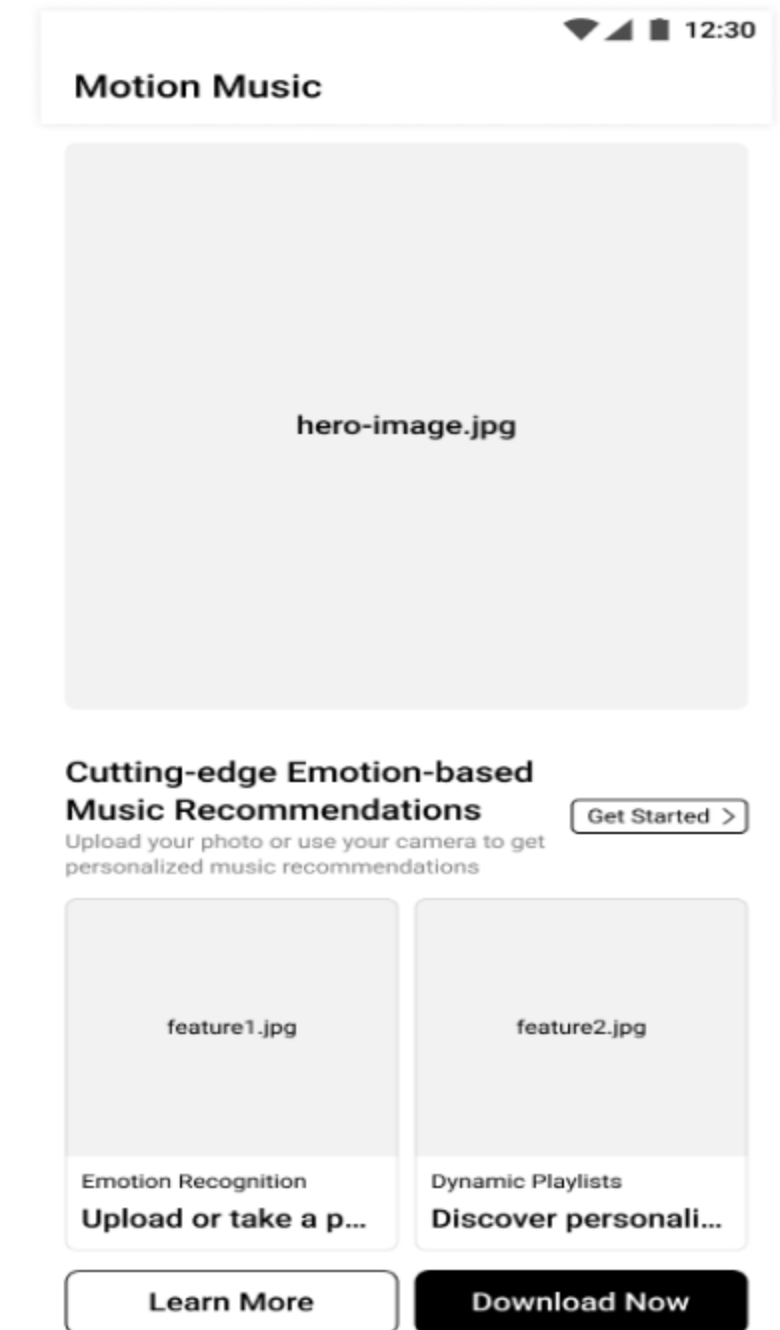 12:30
Motion Music
hero-image.jpg
Cutting-edge Emotion-based
Music Recommendations
Get Started >
Upload your photo or use your camera to get
personalized music recommendations
feature1.jpg
feature2.jpg
Emotion Recognition
Upload or take a p...
Dynamic Playlists
Discover personali...
Learn More
Download Now